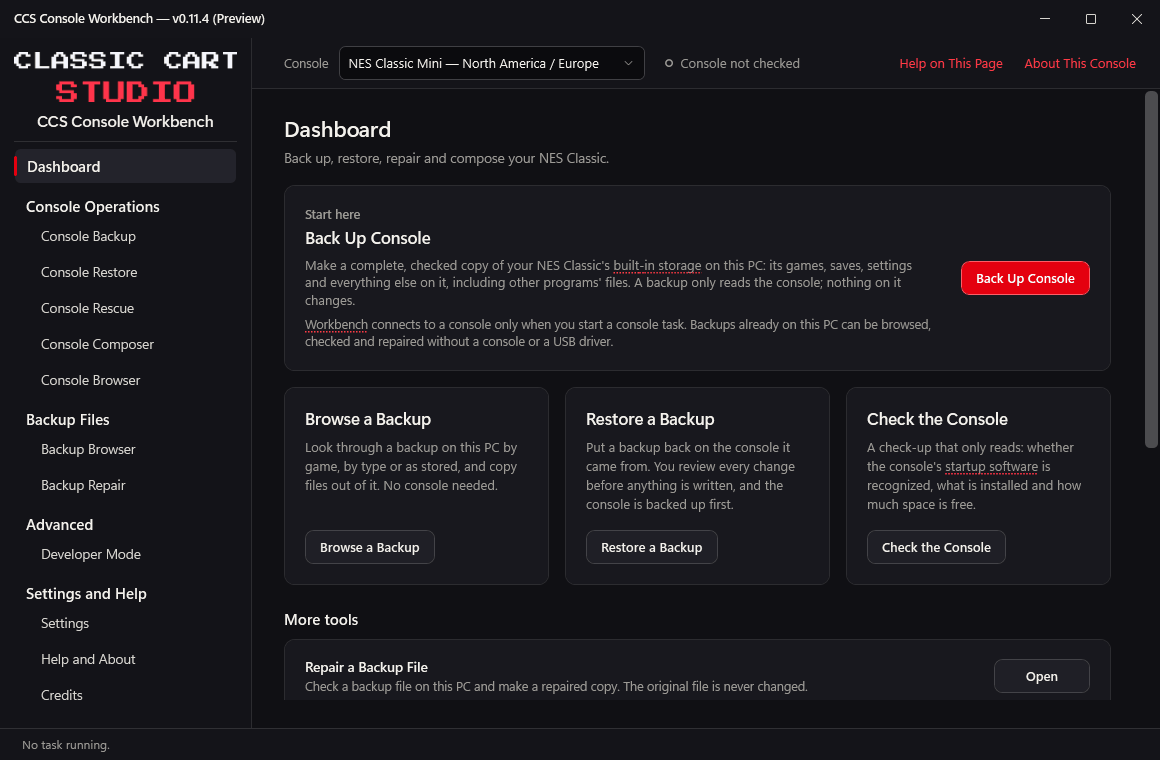 CCS Console Workbench — v0.11.4 (Preview)
CLASSIC CART
STUDIO
CCS Console Workbench
Dashboard
Console Operations
Console Backup
Console Restore
Console Rescue
Console Composer
Console Browser
Backup Files
Backup Browser
Backup Repair
Advanced
Developer Mode
Settings and Help
Settings
Help and About
Credits
Console
NES Classic Mini — North America / Europe
Console not checked
Help on This Page
About This Console
Dashboard
Back up, restore, repair and compose your NES Classic.
Start here
Back Up Console
Make a complete, checked copy of your NES Classic's built-in storage on this PC: its games, saves, settings
and everything else on it, including other programs' files. A backup only reads the console; nothing on it
changes.
Workbench connects to a console only when you start a console task. Backups already on this PC can be browsed,
checked and repaired without a console or a USB driver.
Back Up Console
Browse a Backup
Look through a backup on this PC by
game, by type or as stored, and copy
files out of it. No console needed.
Browse a Backup
Restore a Backup
Put a backup back on the console it
came from. You review every change
before anything is written, and the
console is backed up first.
Restore a Backup
Check the Console
A check-up that only reads: whether
the console's startup software is
recognized, what is installed and how
much space is free.
Check the Console
More tools
Repair a Backup File
Check a backup file on this PC and make a repaired copy. The original file is never changed.
Open
No task running.